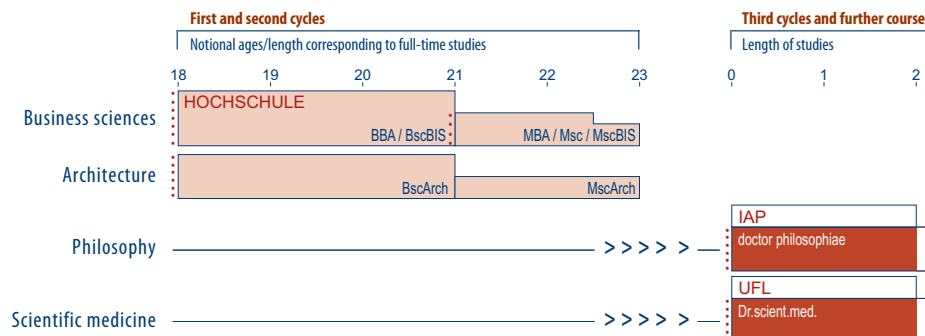 First and second cycles
Third cycles and further course
Notional ages/length corresponding to full-time studies
Length of studies
18 19 20 21 22 23 0 1 2
HOCHSCHULE
Business sciences
BBA / BscBIS MBA / Msc / MscBIS
Architecture
BscArch MscArch
IAP
Philosophy > > > > >
doctor philosophiae
UFL
Dr.scient.med.
Scientific medicine > > > > >